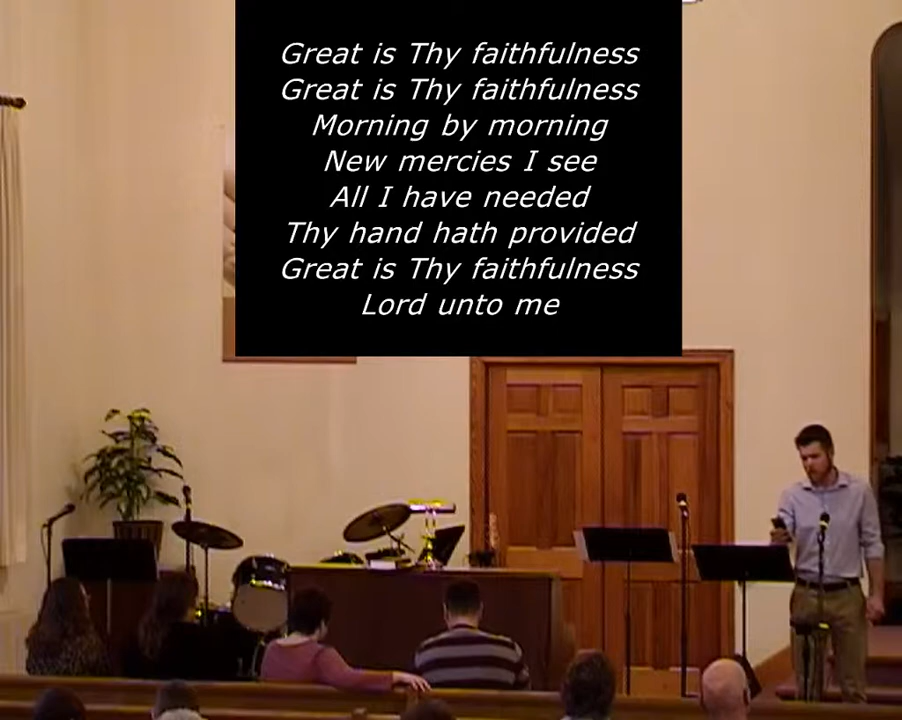 Great is Thy faithfulness
Great is Thy faithfulness
Morning by morning
New mercies I see
All I have needed
Thy hand hath provided
Great is Thy faithfulness
Lord unto me